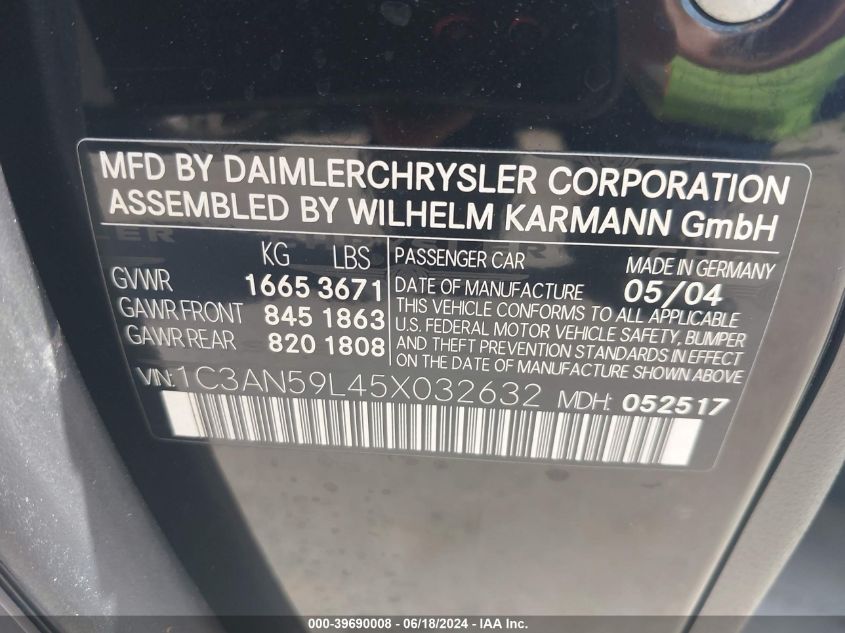 MFD BY DAIMLERCHRYSLER CORPORATION
ASSEMBLED BY WILHELM KARMANN GmbH
KG LBS
GVWR 1665 3671
GAWR FRONT 845 1863
GAWR REAR 820 1808
PASSENGER CAR MADE IN GERMANY
DATE OF MANUFACTURE 05/04
THIS VEHICLE CONFORMS TO ALL APPLICABLE
U.S. FEDERAL MOTOR VEHICLE SAFETY, BUMPER
AND THEFT PREVENTION STANDARDS IN EFFECT
ON THE DATE OF MANUFACTURE SHOWN ABOVE
VIN: 1C3AN59L45X032632 MDH: 052517
000-39690008 - 06/18/2024 - IAA Inc.